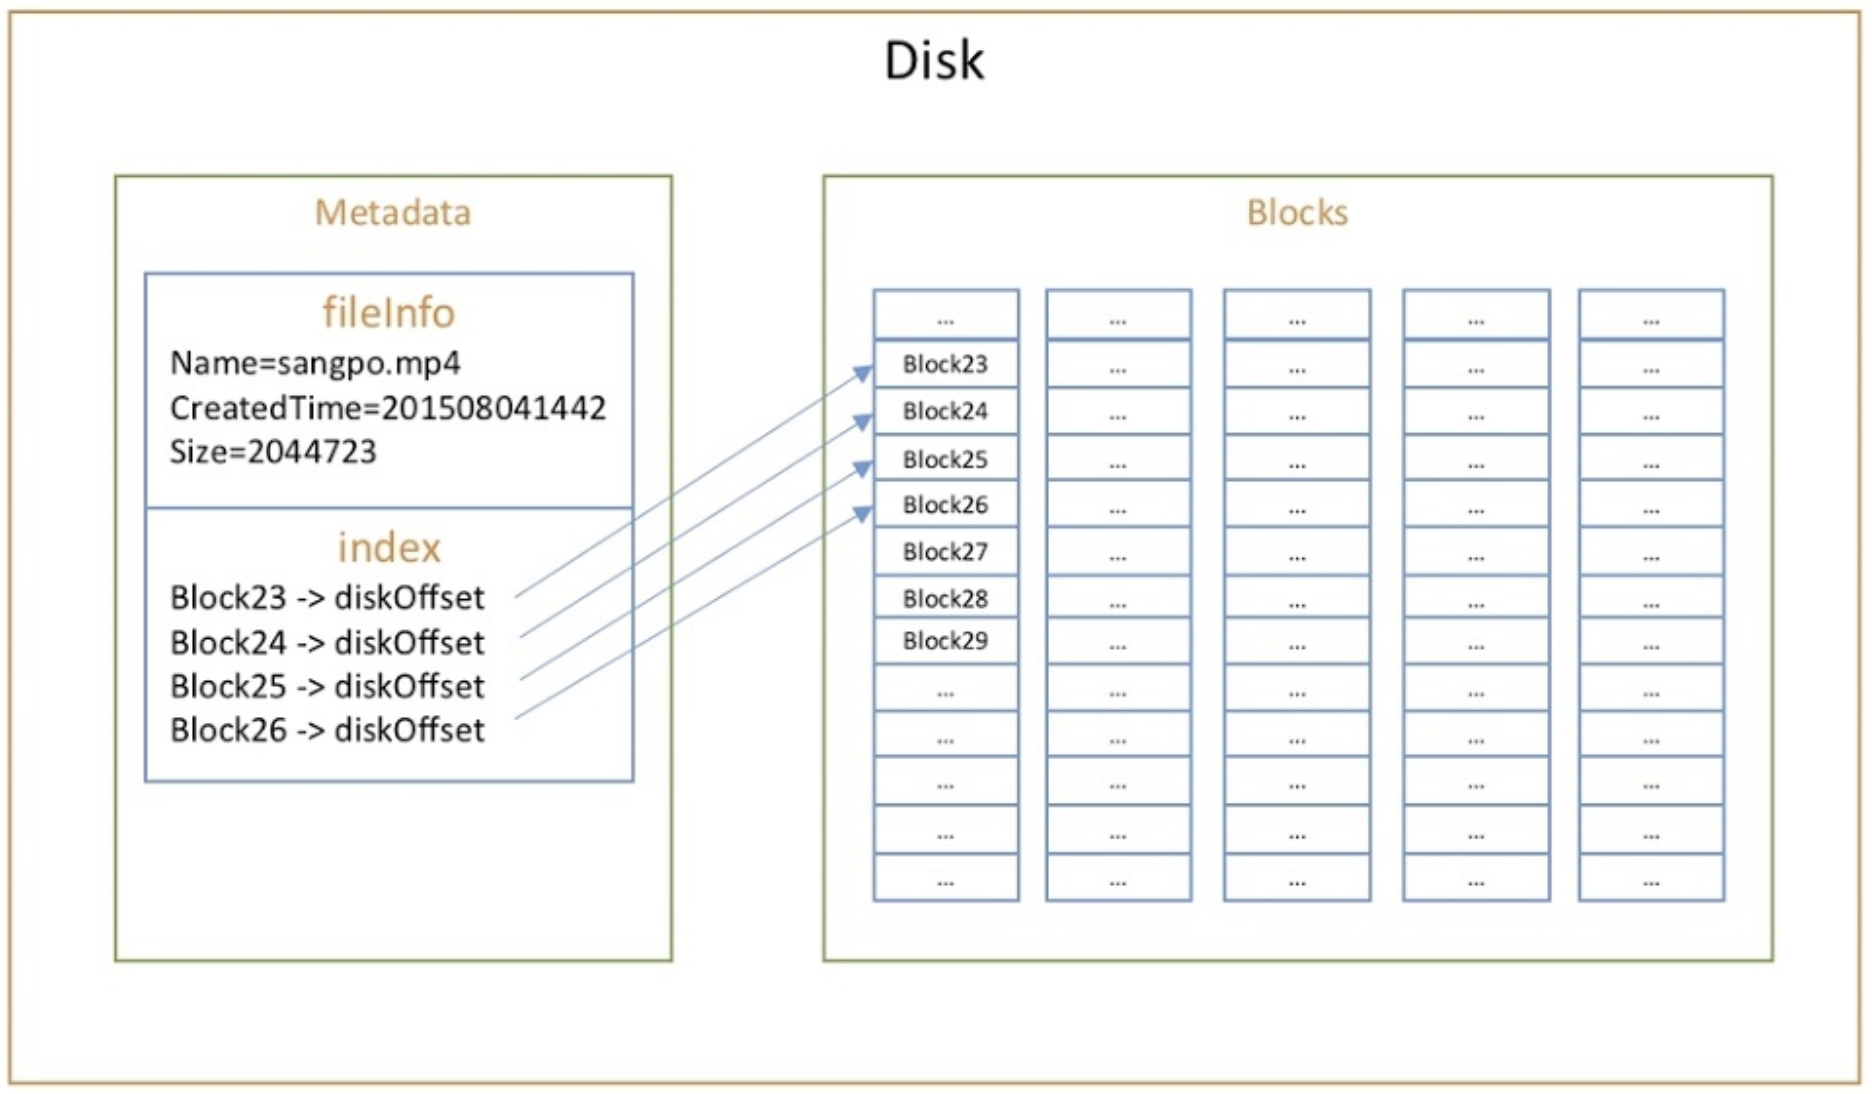 Disk
Metadata
fileInfo
Name=sangpo.mp4
CreatedTime=201508041442
Size=2044723
index
Block23 -> diskOffset
Block24 -> diskOffset
Block25 -> diskOffset
Block26 -> diskOffset
Blocks
... ... ... ... ...
Block23 ... ... ... ...
Block24 ... ... ... ...
Block25 ... ... ... ...
Block26 ... ... ... ...
Block27 ... ... ... ...
Block28 ... ... ... ...
Block29 ... ... ... ...
... ... ... ... ...
... ... ... ... ...
... ... ... ... ...
... ... ... ... ...
... ... ... ... ...